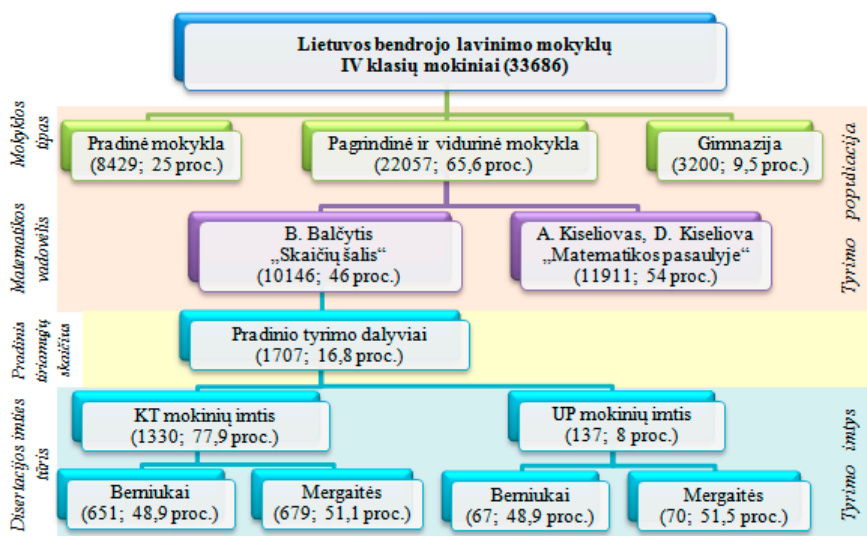 Lietuvos bendrojo lavinimo mokyklų
IV klasių mokiniai (33686)
Mokyklos
tipas
Pradinė mokykla
(8429; 25 proc.)
Pagrindinė ir vidurinė mokykla
(22057; 65,6 proc.)
Gimnazija
(3200; 9,5 proc.)
Tyrimo popidiacija
Matematikos
vadovilis
B. Balčytis
„Skaičių šalis“
(10146; 46 proc.)
A. Kiseliovas, D. Kiseliova
„Matematikos pasaulyje“
(11911; 54 proc.)
Pradinis
tiriamųjų
skaičius
Pradinio tyrimo dalyviai
(1707; 16,8 proc.)
Disertacijos imties
tūris
KT mokinių imtis
(1330; 77,9 proc.)
UP mokinių imtis
(137; 8 proc.)
Tyrimo imtys
Berniukai
(651; 48,9 proc.)
Mergaitės
(679; 51,1 proc.)
Berniukai
(67; 48,9 proc.)
Mergaitės
(70; 51,5 proc.)